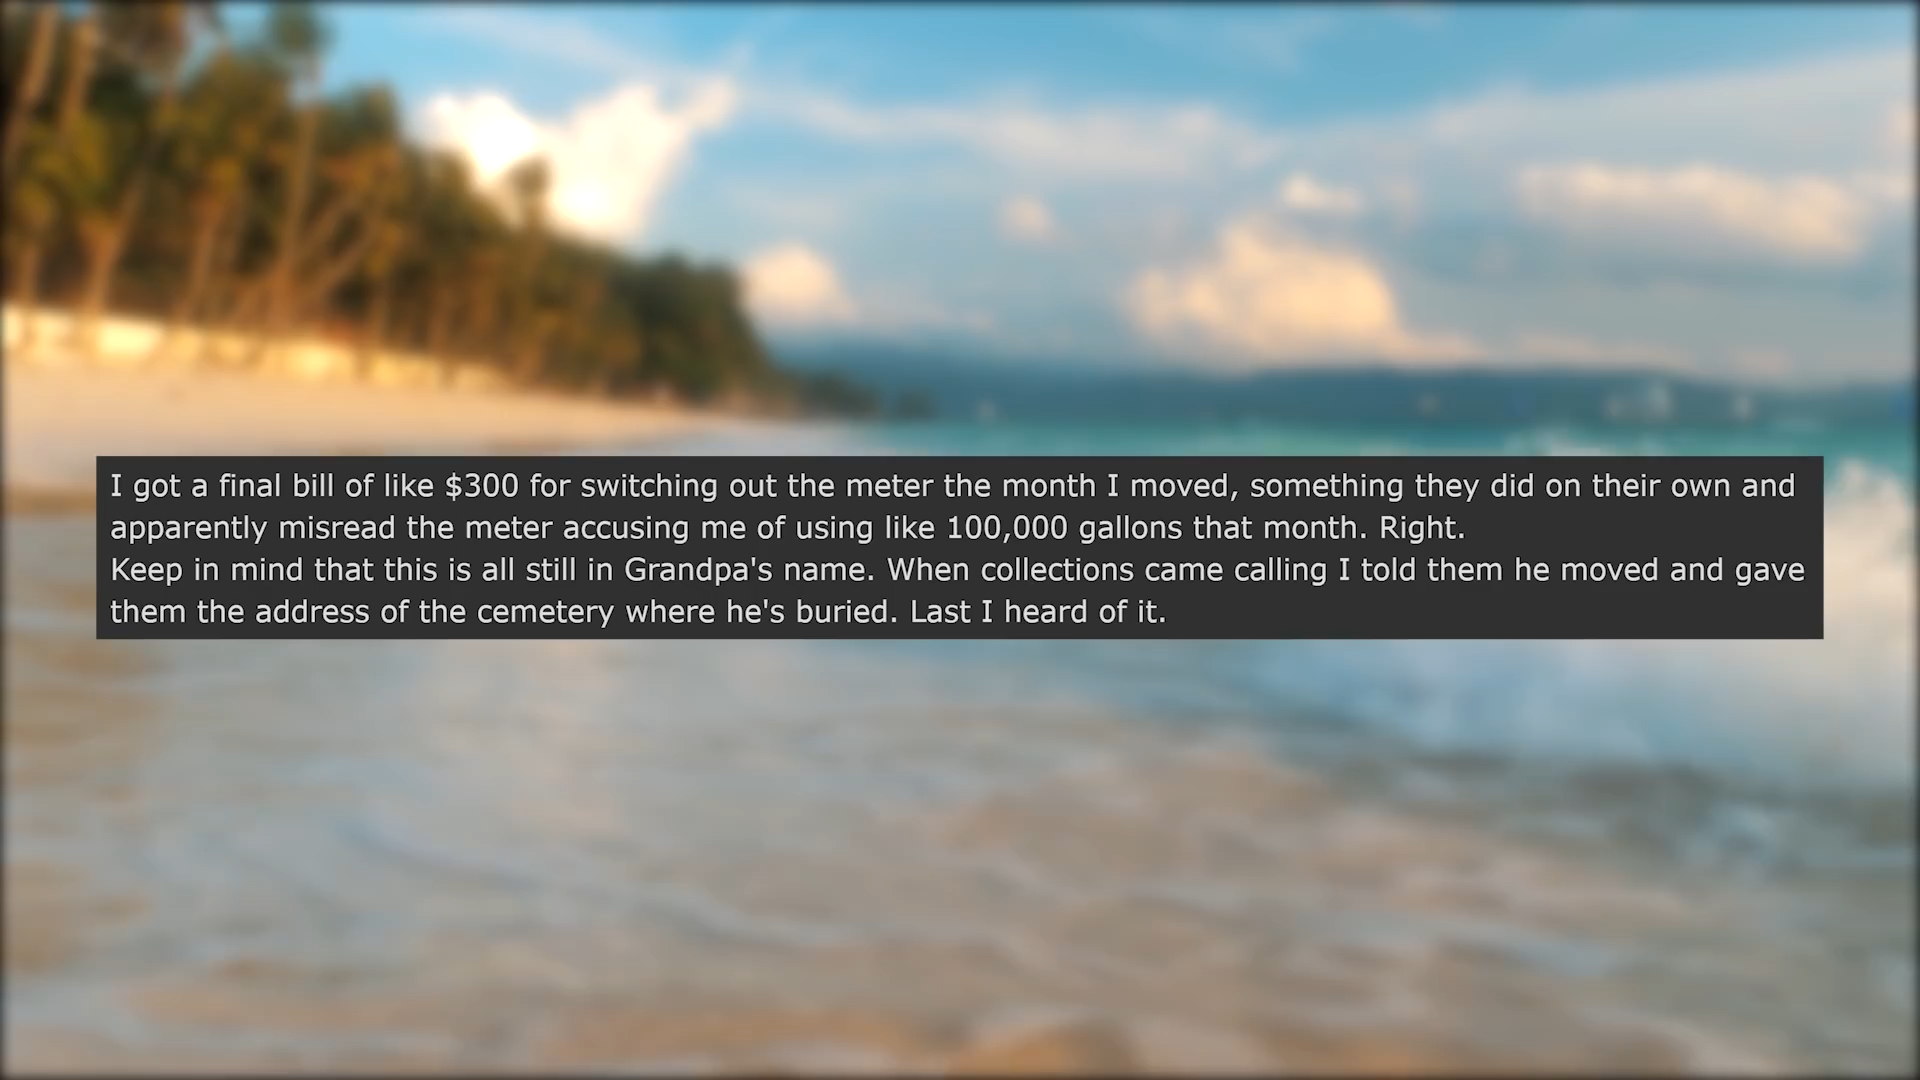 I got a final bill of like $300 for switching out the meter the month I moved, something they did on their own and
apparently misread the meter accusing me of using like 100,000 gallons that month. Right.
Keep in mind that this is all still in Grandpa's name. When collections came calling I told them he moved and gave
them the address of the cemetery where he's buried. Last I heard of it.